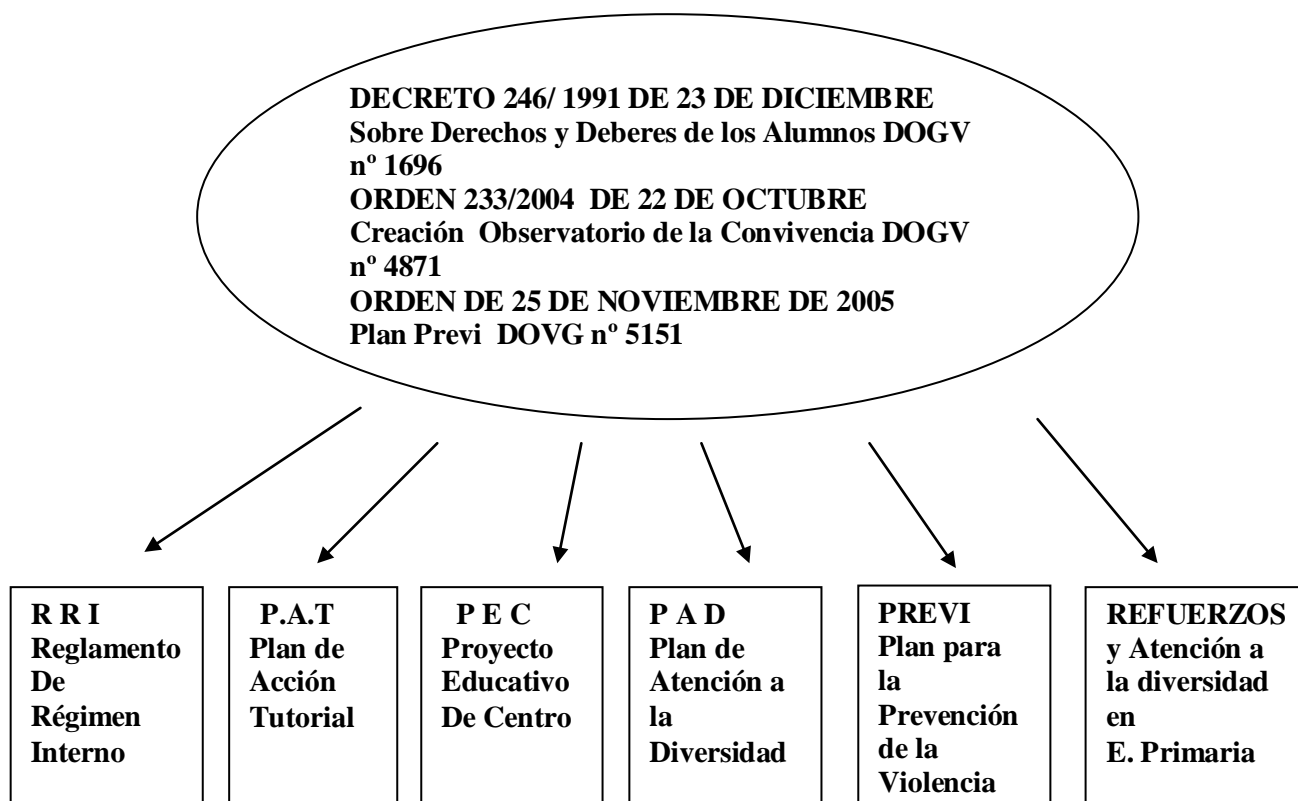 DECRETO 246/ 1991 DE 23 DE DICIEMBRE
Sobre Derechos y Deberes de los Alumnos DOGV
nº 1696
ORDEN 233/2004 DE 22 DE OCTUBRE
Creación Observatorio de la Convivencia DOGV
nº 4871
ORDEN DE 25 DE NOVIEMBRE DE 2005
Plan Previ DOVG nº 5151
R R I
Reglamento
De
Régimen
Interno
P.A.T
Plan de
Acción
Tutorial
P E C
Proyecto
Educativo
De Centro
P A D
Plan de
Atención a
la
Diversidad
PREVI
Plan para
la
Prevención
de la
Violencia
REFUERZOS
y Atención a
la diversidad
en
E. Primaria